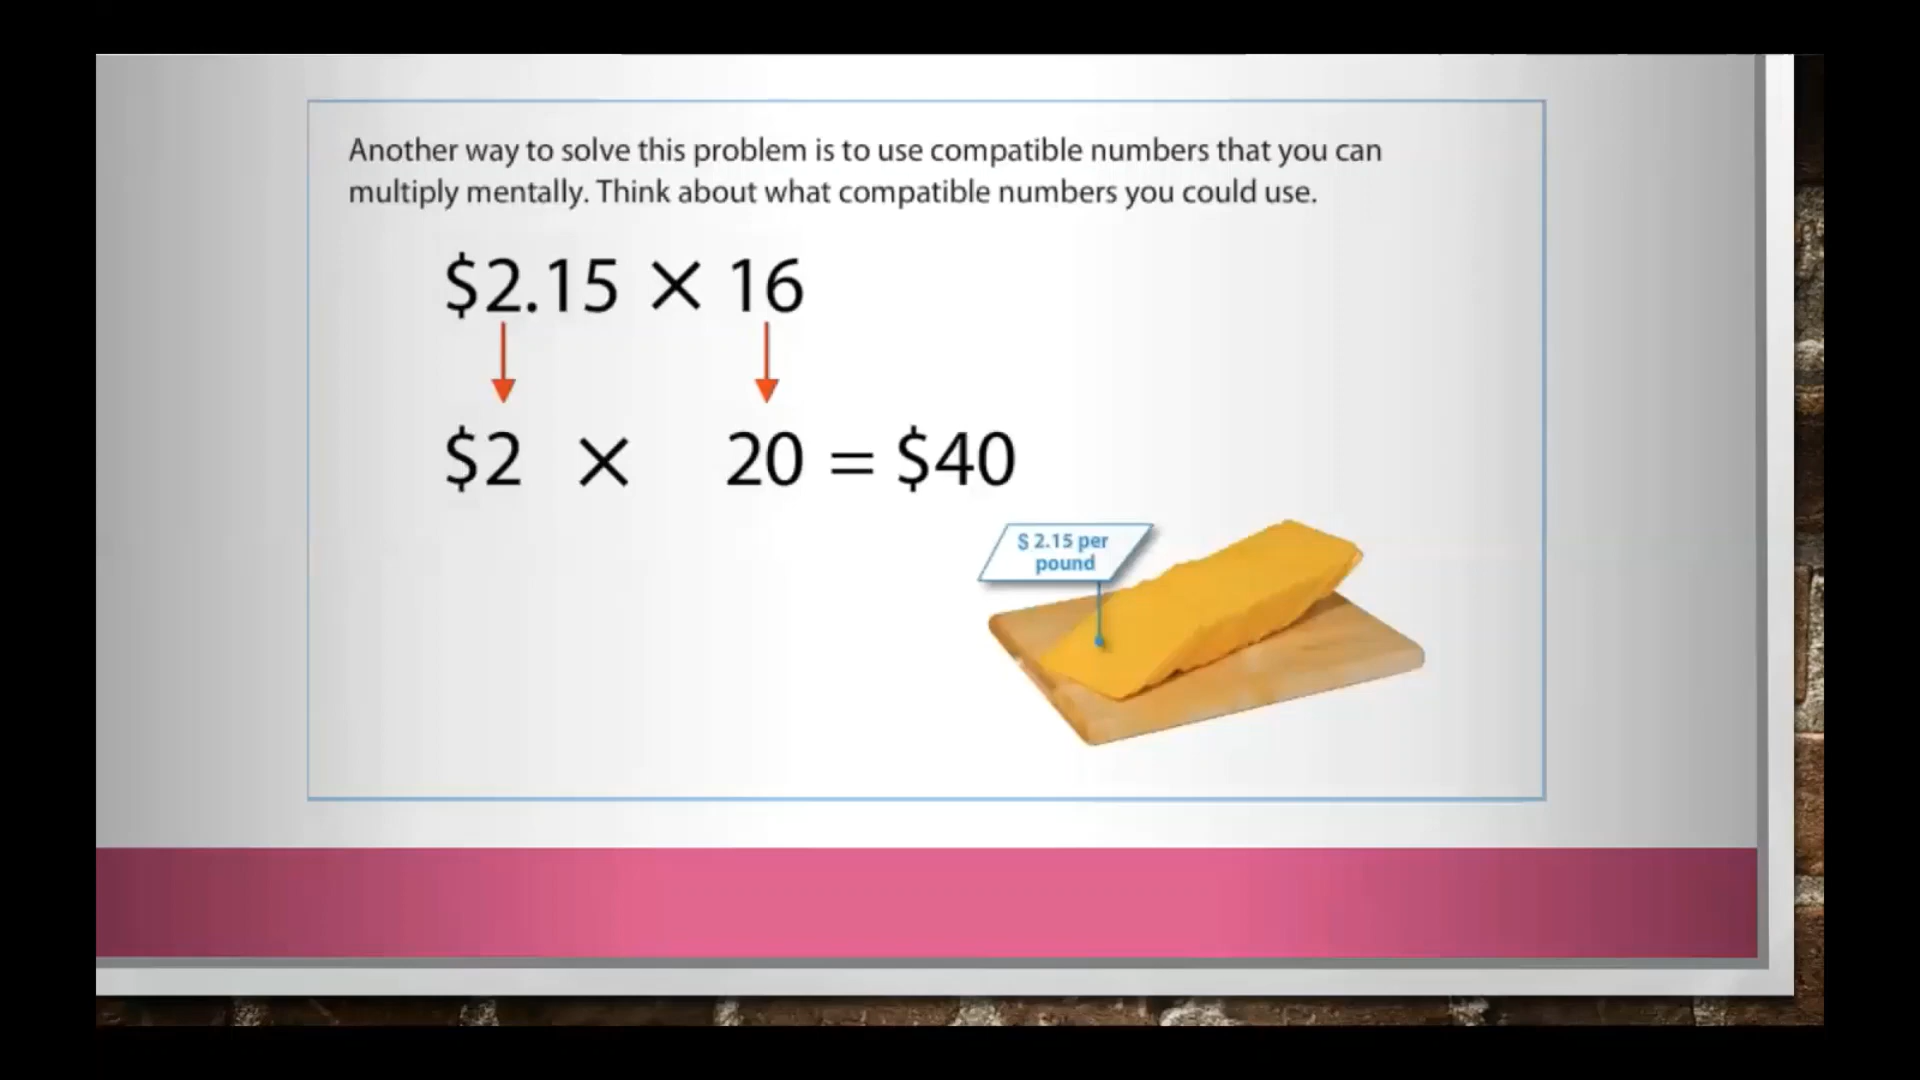 Another way to solve this problem is to use compatible numbers that you can
multiply mentally. Think about what compatible numbers you could use.
$2.15 × 16
$2 × 20 = $40
$ 2.15 per
pound